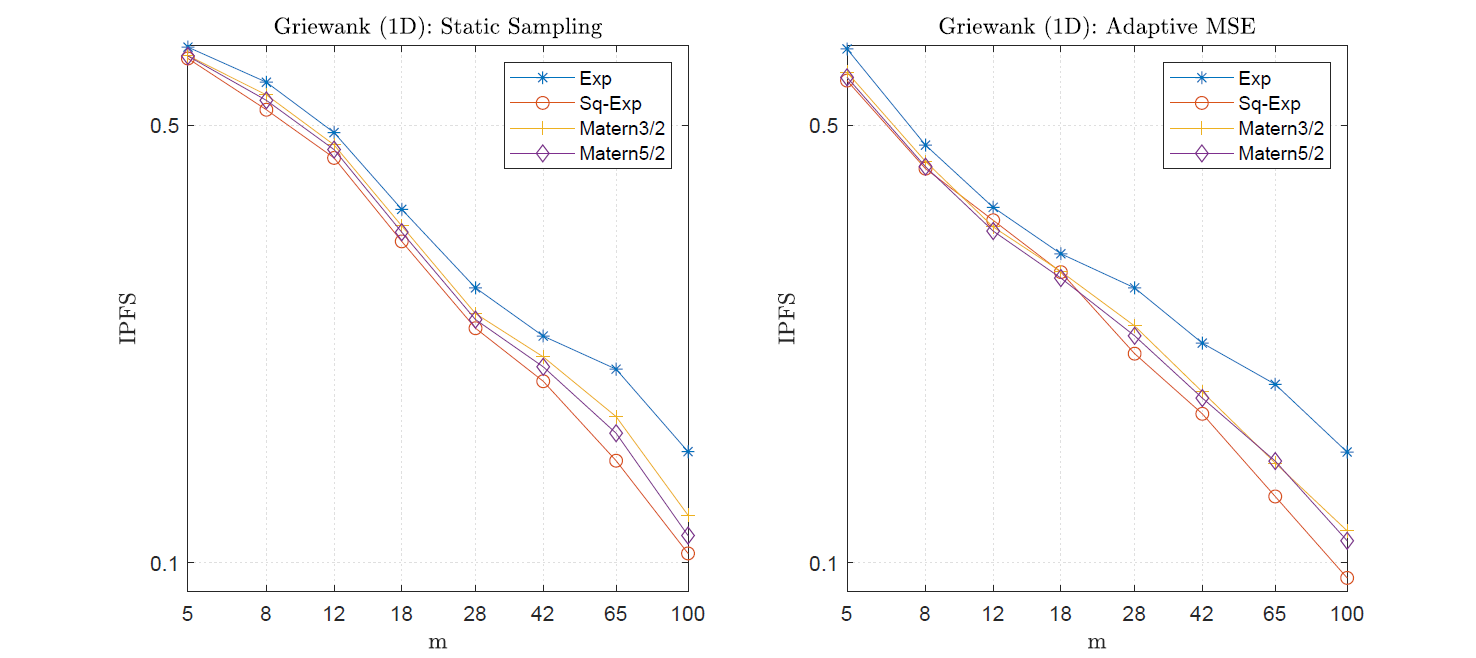 Griewank (1D): Static Sampling
Exp
Sq-Exp
Matern3/2
Matern5/2
0.5
0.1
IPFS
5 8 12 18 28 42 65 100
m
Griewank (1D): Adaptive MSE
Exp
Sq-Exp
Matern3/2
Matern5/2
0.5
0.1
IPFS
5 8 12 18 28 42 65 100
m